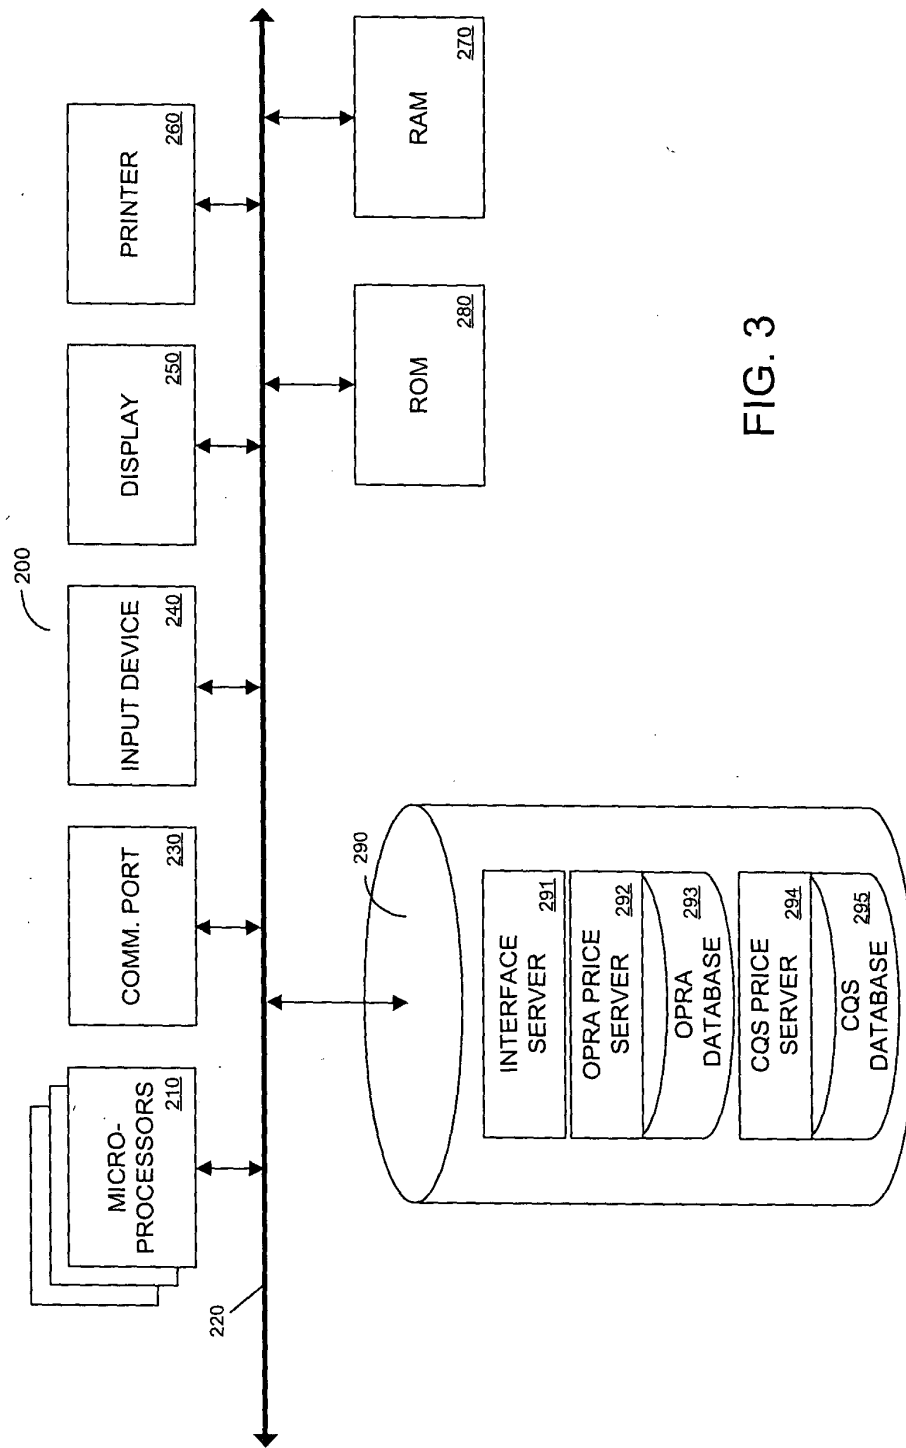 200
MICRO-
PROCESSORS
210
COMM. PORT
230
INPUT DEVICE
240
DISPLAY
250
PRINTER
260
220
290
INTERFACE
SERVER
291
OPRA PRICE
SERVER
292
OPRA
DATABASE
293
CQS PRICE
SERVER
294
CQS
DATABASE
295
ROM
280
RAM
270
FIG. 3